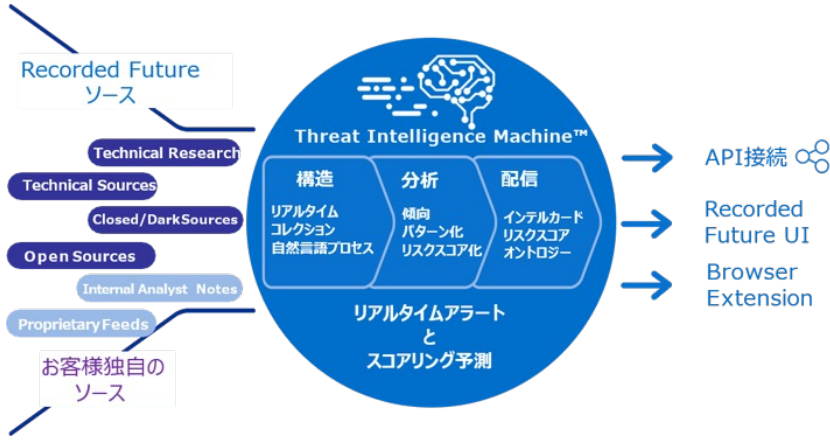 Recorded Future
ソース
Technical Research
Technical Sources
Closed/DarkSources
Open Sources
Internal Analyst Notes
Proprietary Feeds
お客様独自の
ソース
Threat Intelligence Machine™
構造
リアルタイム
コレクション
自然言語プロセス
分析
傾向
パターン化
リスクスコア化
配信
インテルカード
リスクスコア
オントロジー
リアルタイムアラート
と
スコアリング予測
API接続
Recorded
Future UI
Browser
Extension